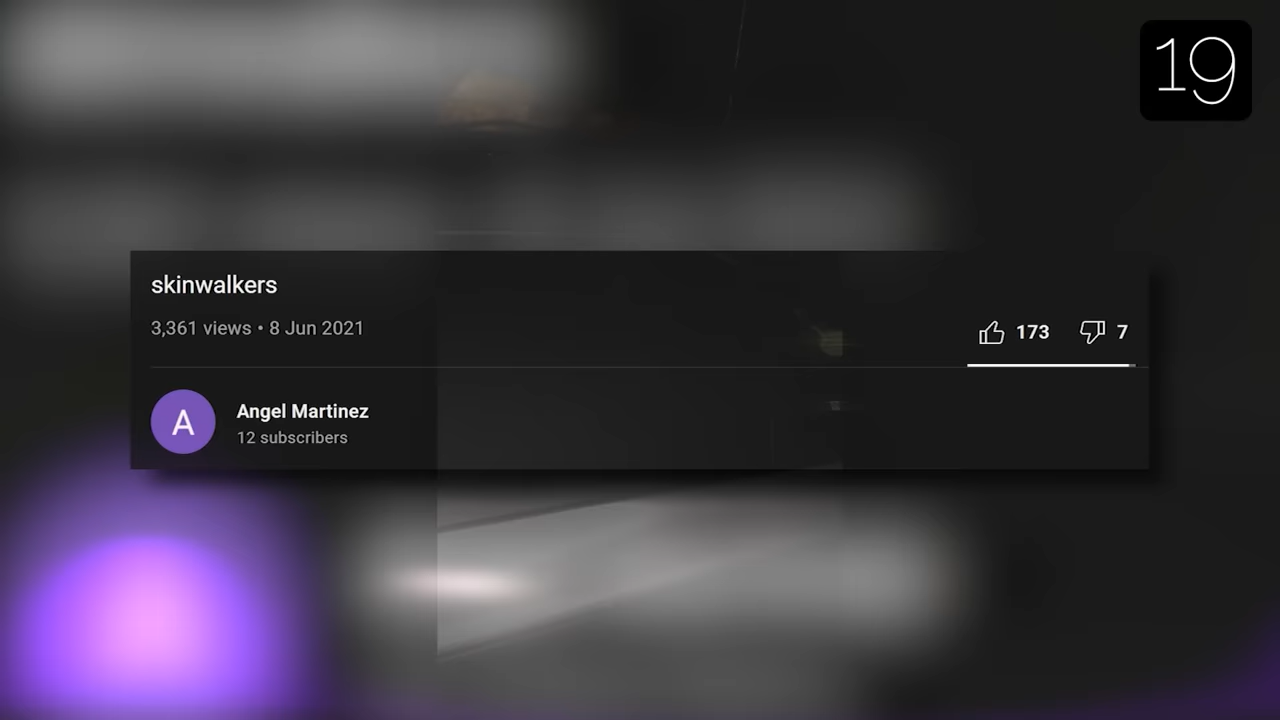 19
skinwalkers
3,361 views • 8 Jun 2021
173 7
Angel Martinez
12 subscribers
A